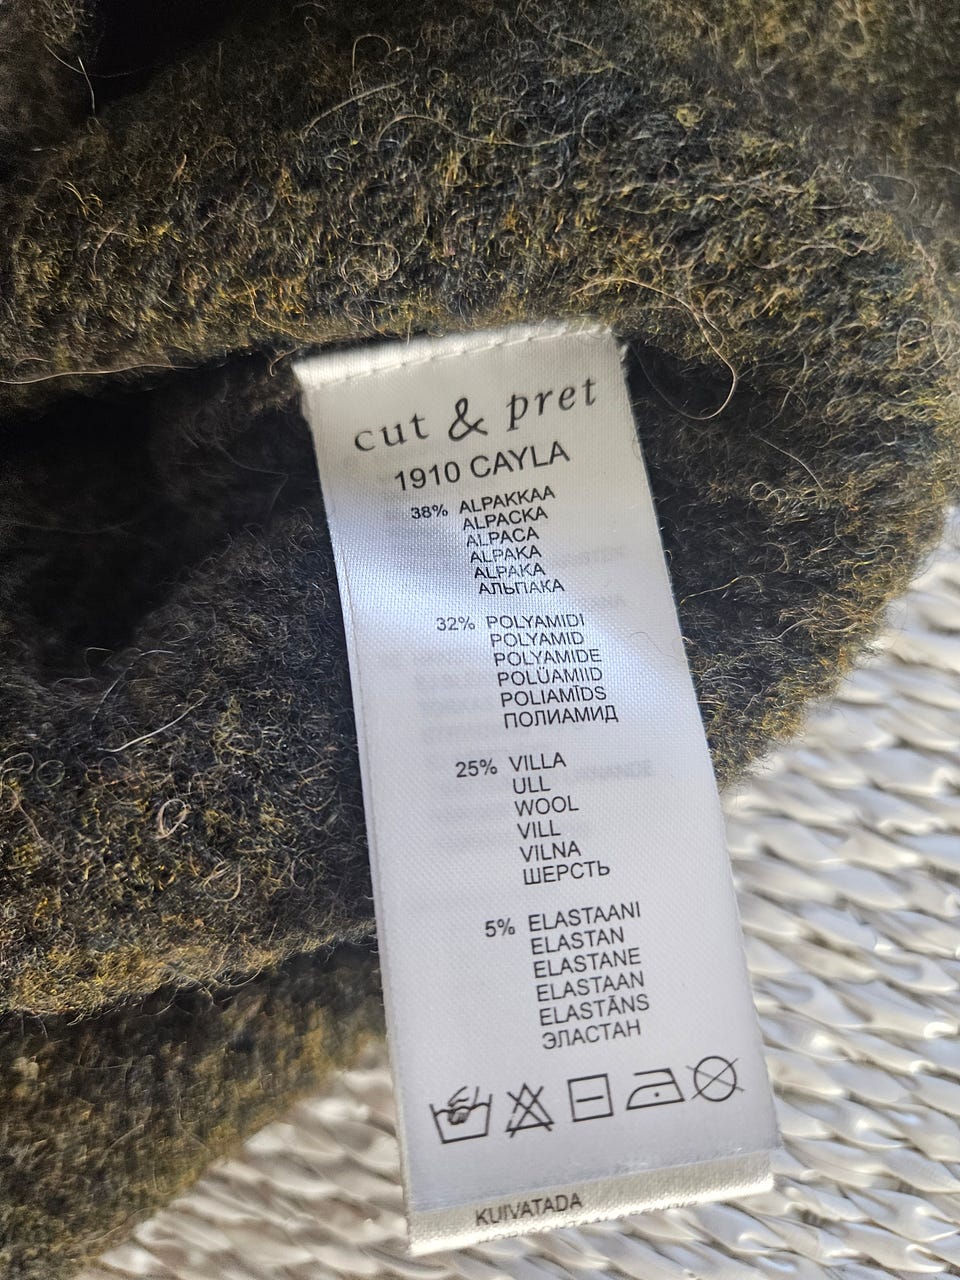 cut & pret
1910 CAYLA
38% ALPAKKAA
ALPACKA
ALPACA
ALPAKA
ALPAKA
АЛЬПАКА
32% POLYAMIDI
POLYAMID
POLYAMIDE
POLÜAMIID
POLIAMĪDS
ПОЛИАМИД
25% VILLA
ULL
WOOL
VILL
VILNA
ШЕРСТЬ
5% ELASTAANI
ELASTAN
ELASTANE
ELASTAAN
ELASTĀNS
ЭЛАСТАН
KUIVATADA